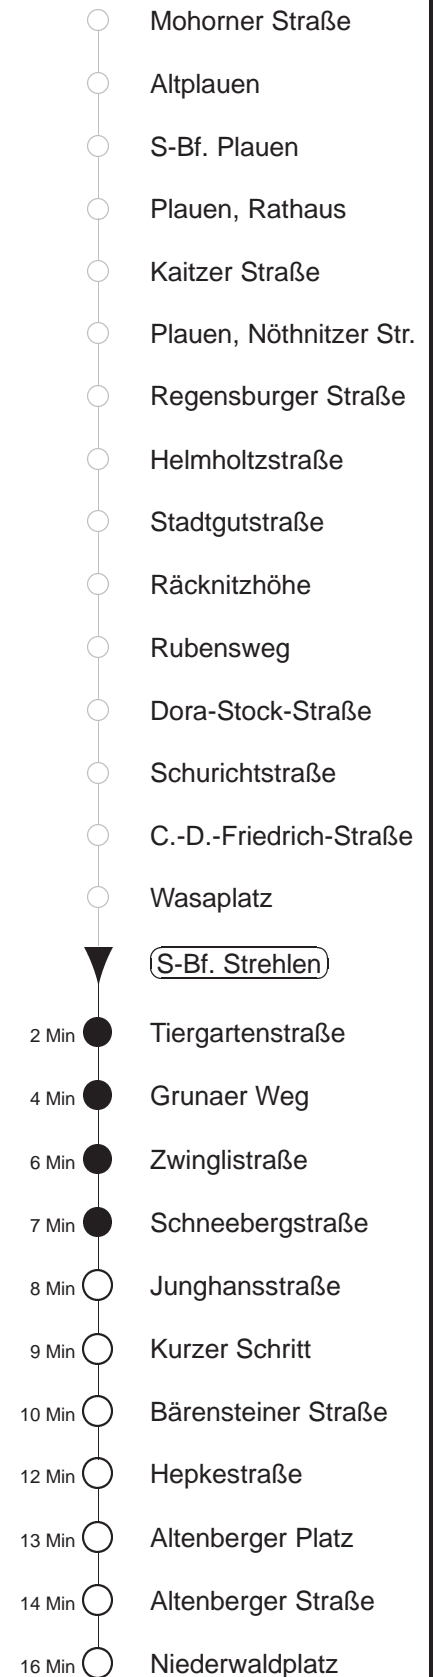 Mohorner Straße
Altplauen
S-Bf. Plauen
Plauen, Rathaus
Kaitzer Straße
Plauen, Nöthnitzer Str.
Regensburger Straße
Helmholtzstraße
Stadtgutstraße
Räcknitzhöhe
Rubensweg
Dora-Stock-Straße
Schurichtstraße
C.-D.-Friedrich-Straße
Wasaplatz
S-Bf. Strehlen
2 Min Tiergartenstraße
4 Min Grunaer Weg
6 Min Zwinglistraße
7 Min Schneebergstraße
8 Min Junghansstraße
9 Min Kurzer Schritt
10 Min Bärensteiner Straße
12 Min Hepkestraße
13 Min Altenberger Platz
14 Min Altenberger Straße
16 Min Niederwaldplatz